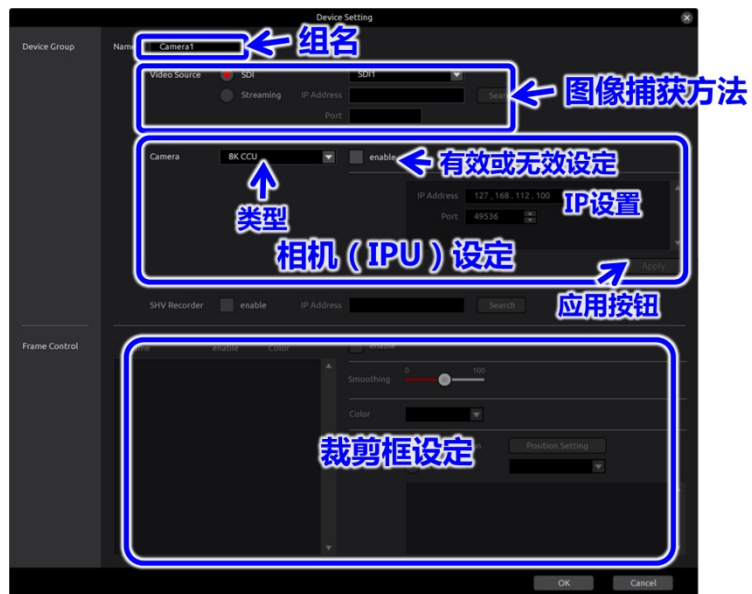 Device Setting
Device Group
Name Camera1 组名
Video Source SDI SDI1
Streaming IP Address Sea 图像捕获方法
Port
Camera 8K CCU enable 有效或无效设定
IP Address 127 . 168 . 112 . 100 IP设置
Port 49536
类型
相机（IPU）设定
Apply
应用按钮
SHV Recorder enable IP Address Search
Frame Control
enable Color enable
Smoothing 0 100
Color
裁剪框设定
Position Setting
OK Cancel